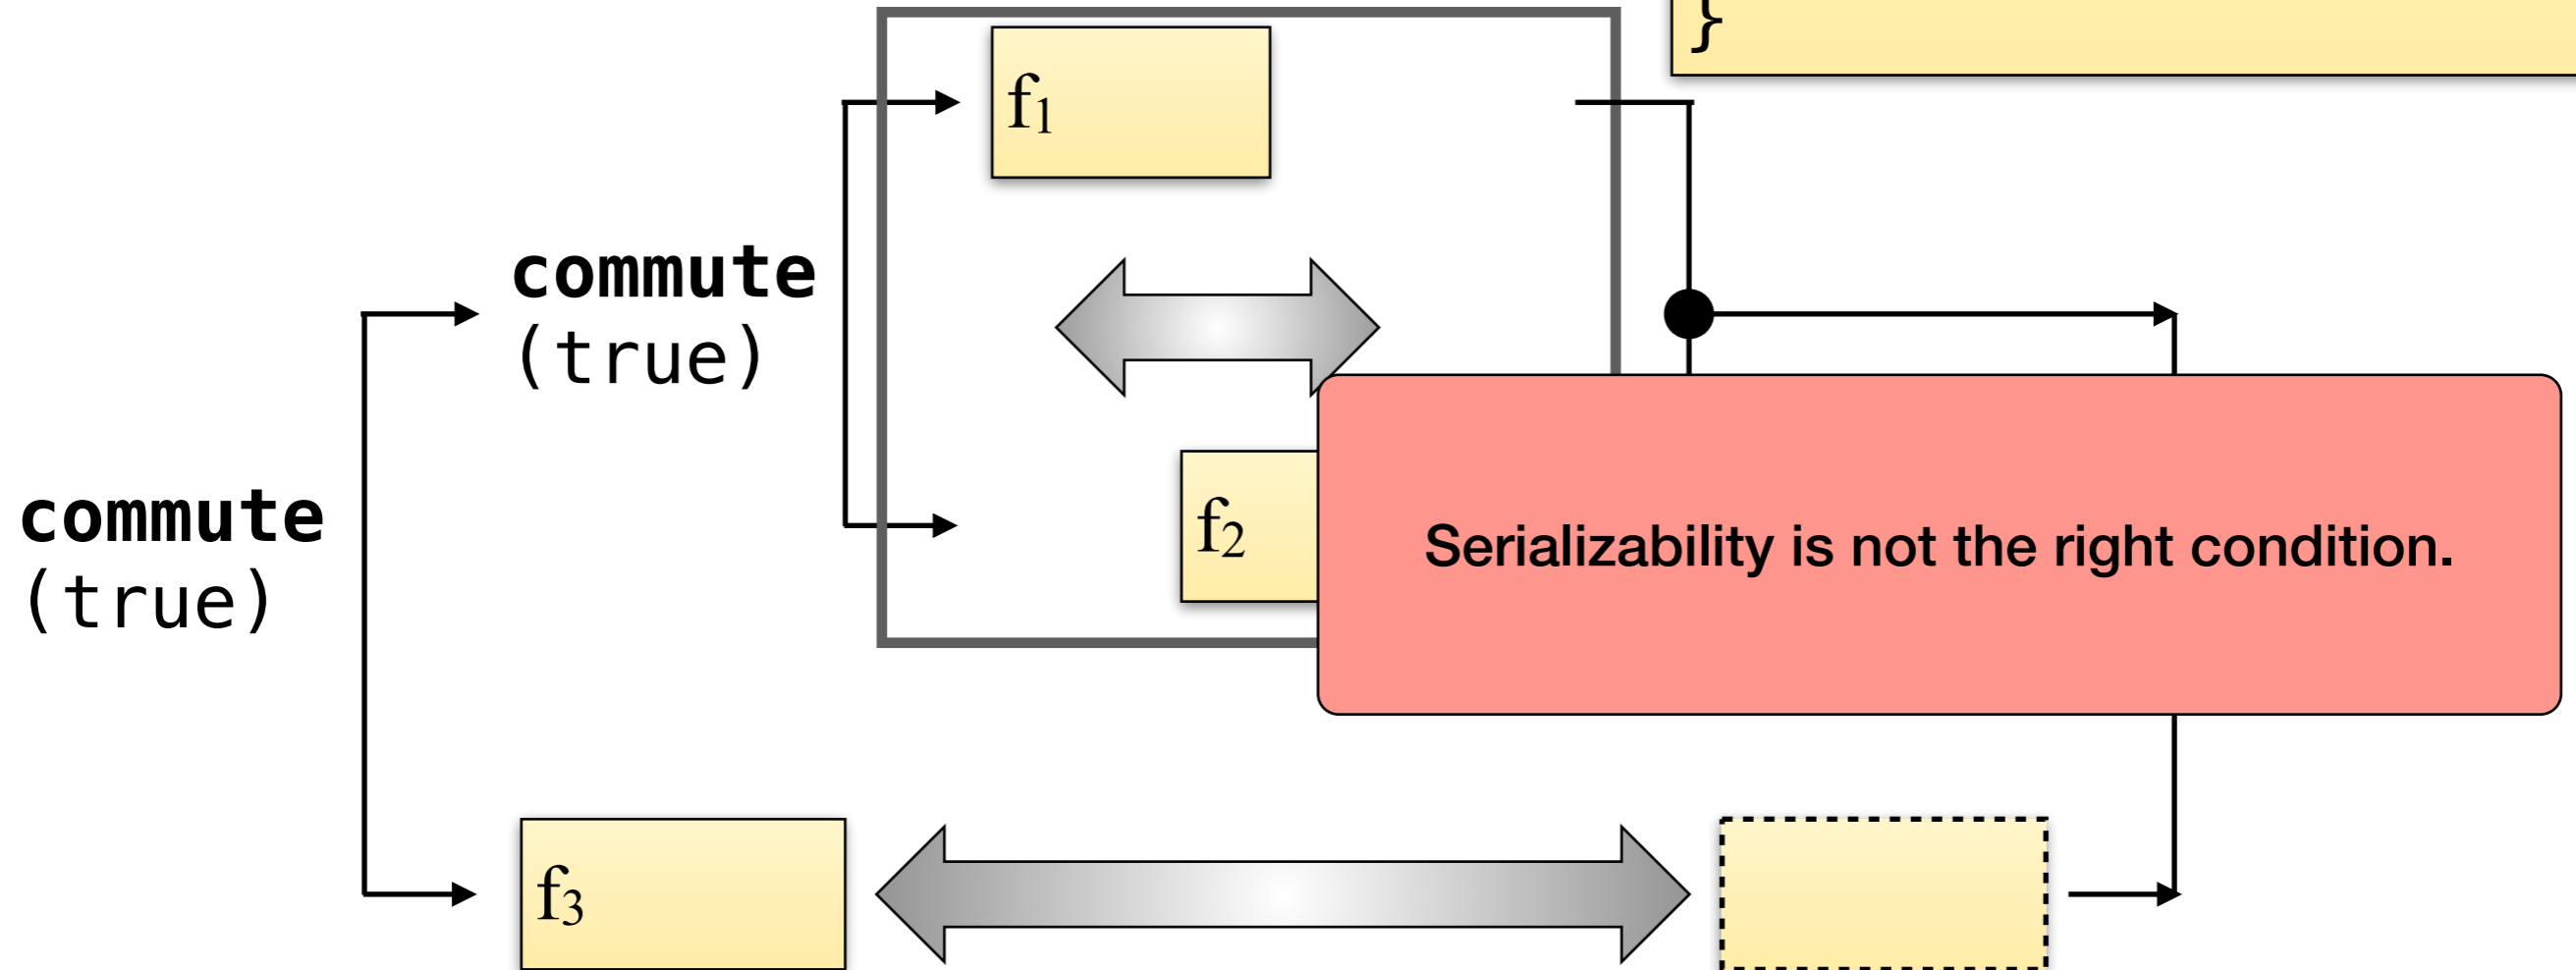 }
f₁
commute
(true)
commute
(true)
f₂
Serializability is not the right condition.
f₃